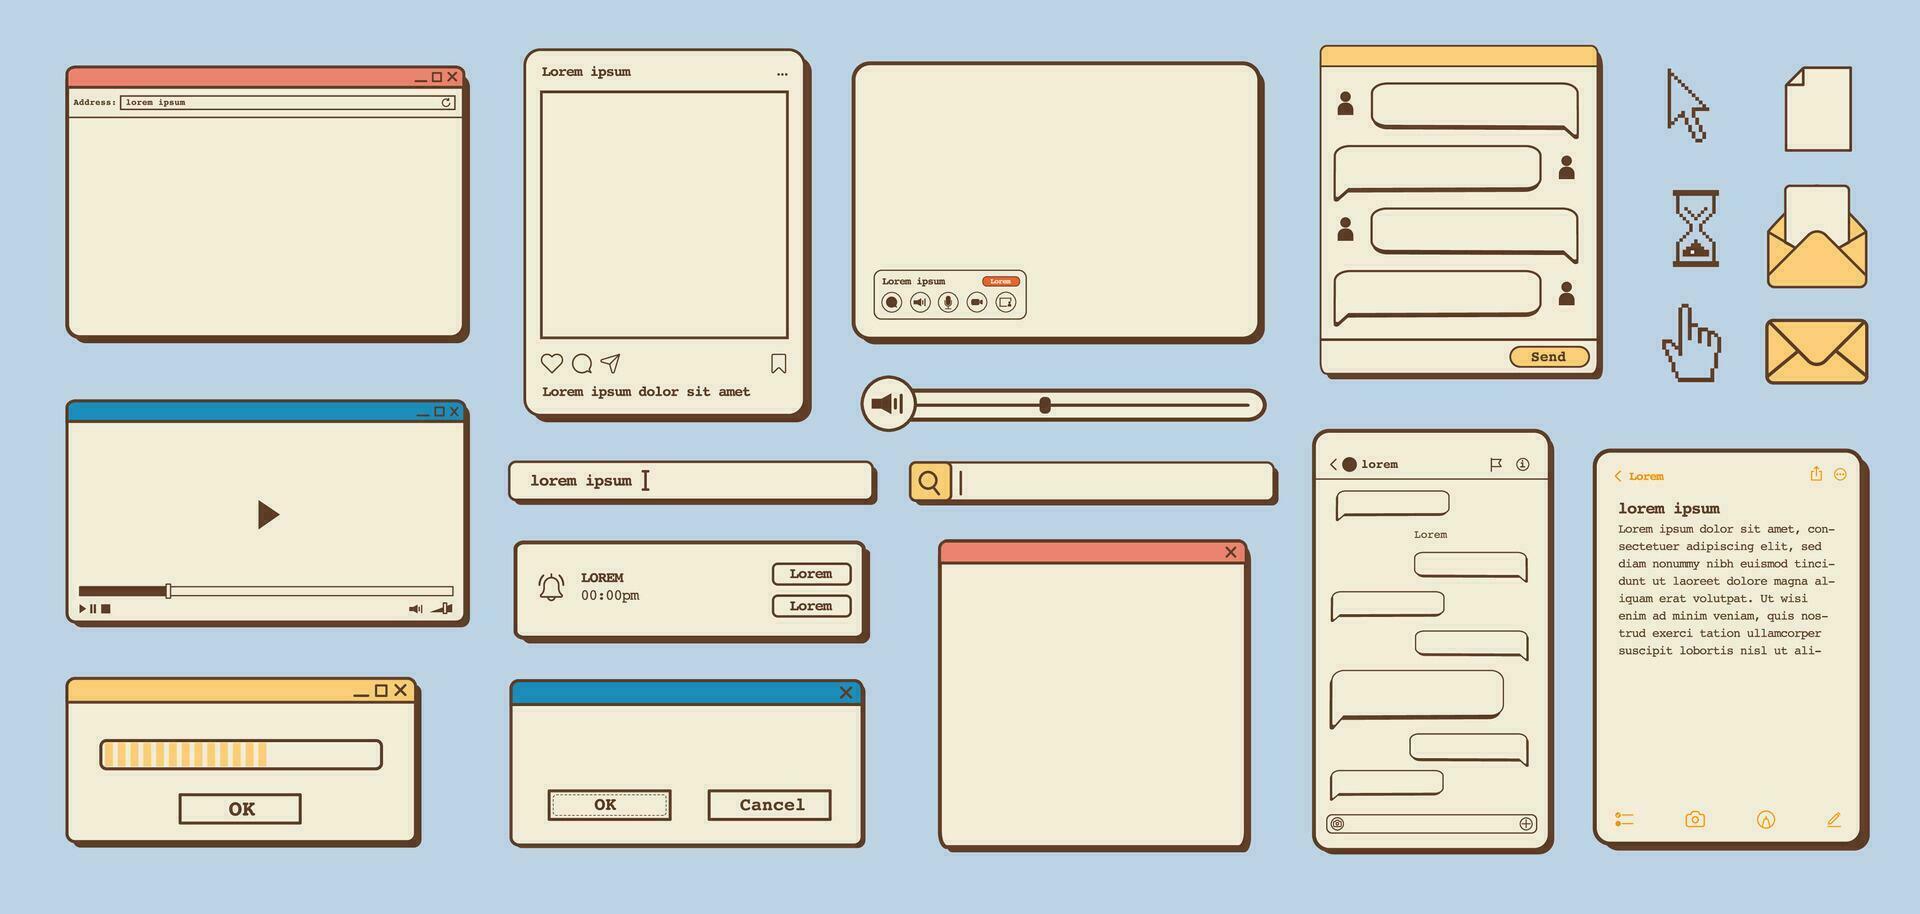 Address: lorem ipsum
Lorem ipsum
...
Lorem ipsum dolor sit amet
Lorem ipsum
Lorem
Send
lorem ipsum
LOREM
00:00pm
Lorem
Lorem
OK
OK
Cancel
lorem
Lorem
Lorem
lorem ipsum
Lorem ipsum dolor sit amet, con-
sectetuer adipiscing elit, sed
diam nonummy nibh euismod tinci-
dunt ut laoreet dolore magna al-
iquam erat volutpat. Ut wisi
enim ad minim veniam, quis nos-
trud exerci tation ullamcorper
suscipit lobortis nisl ut ali-